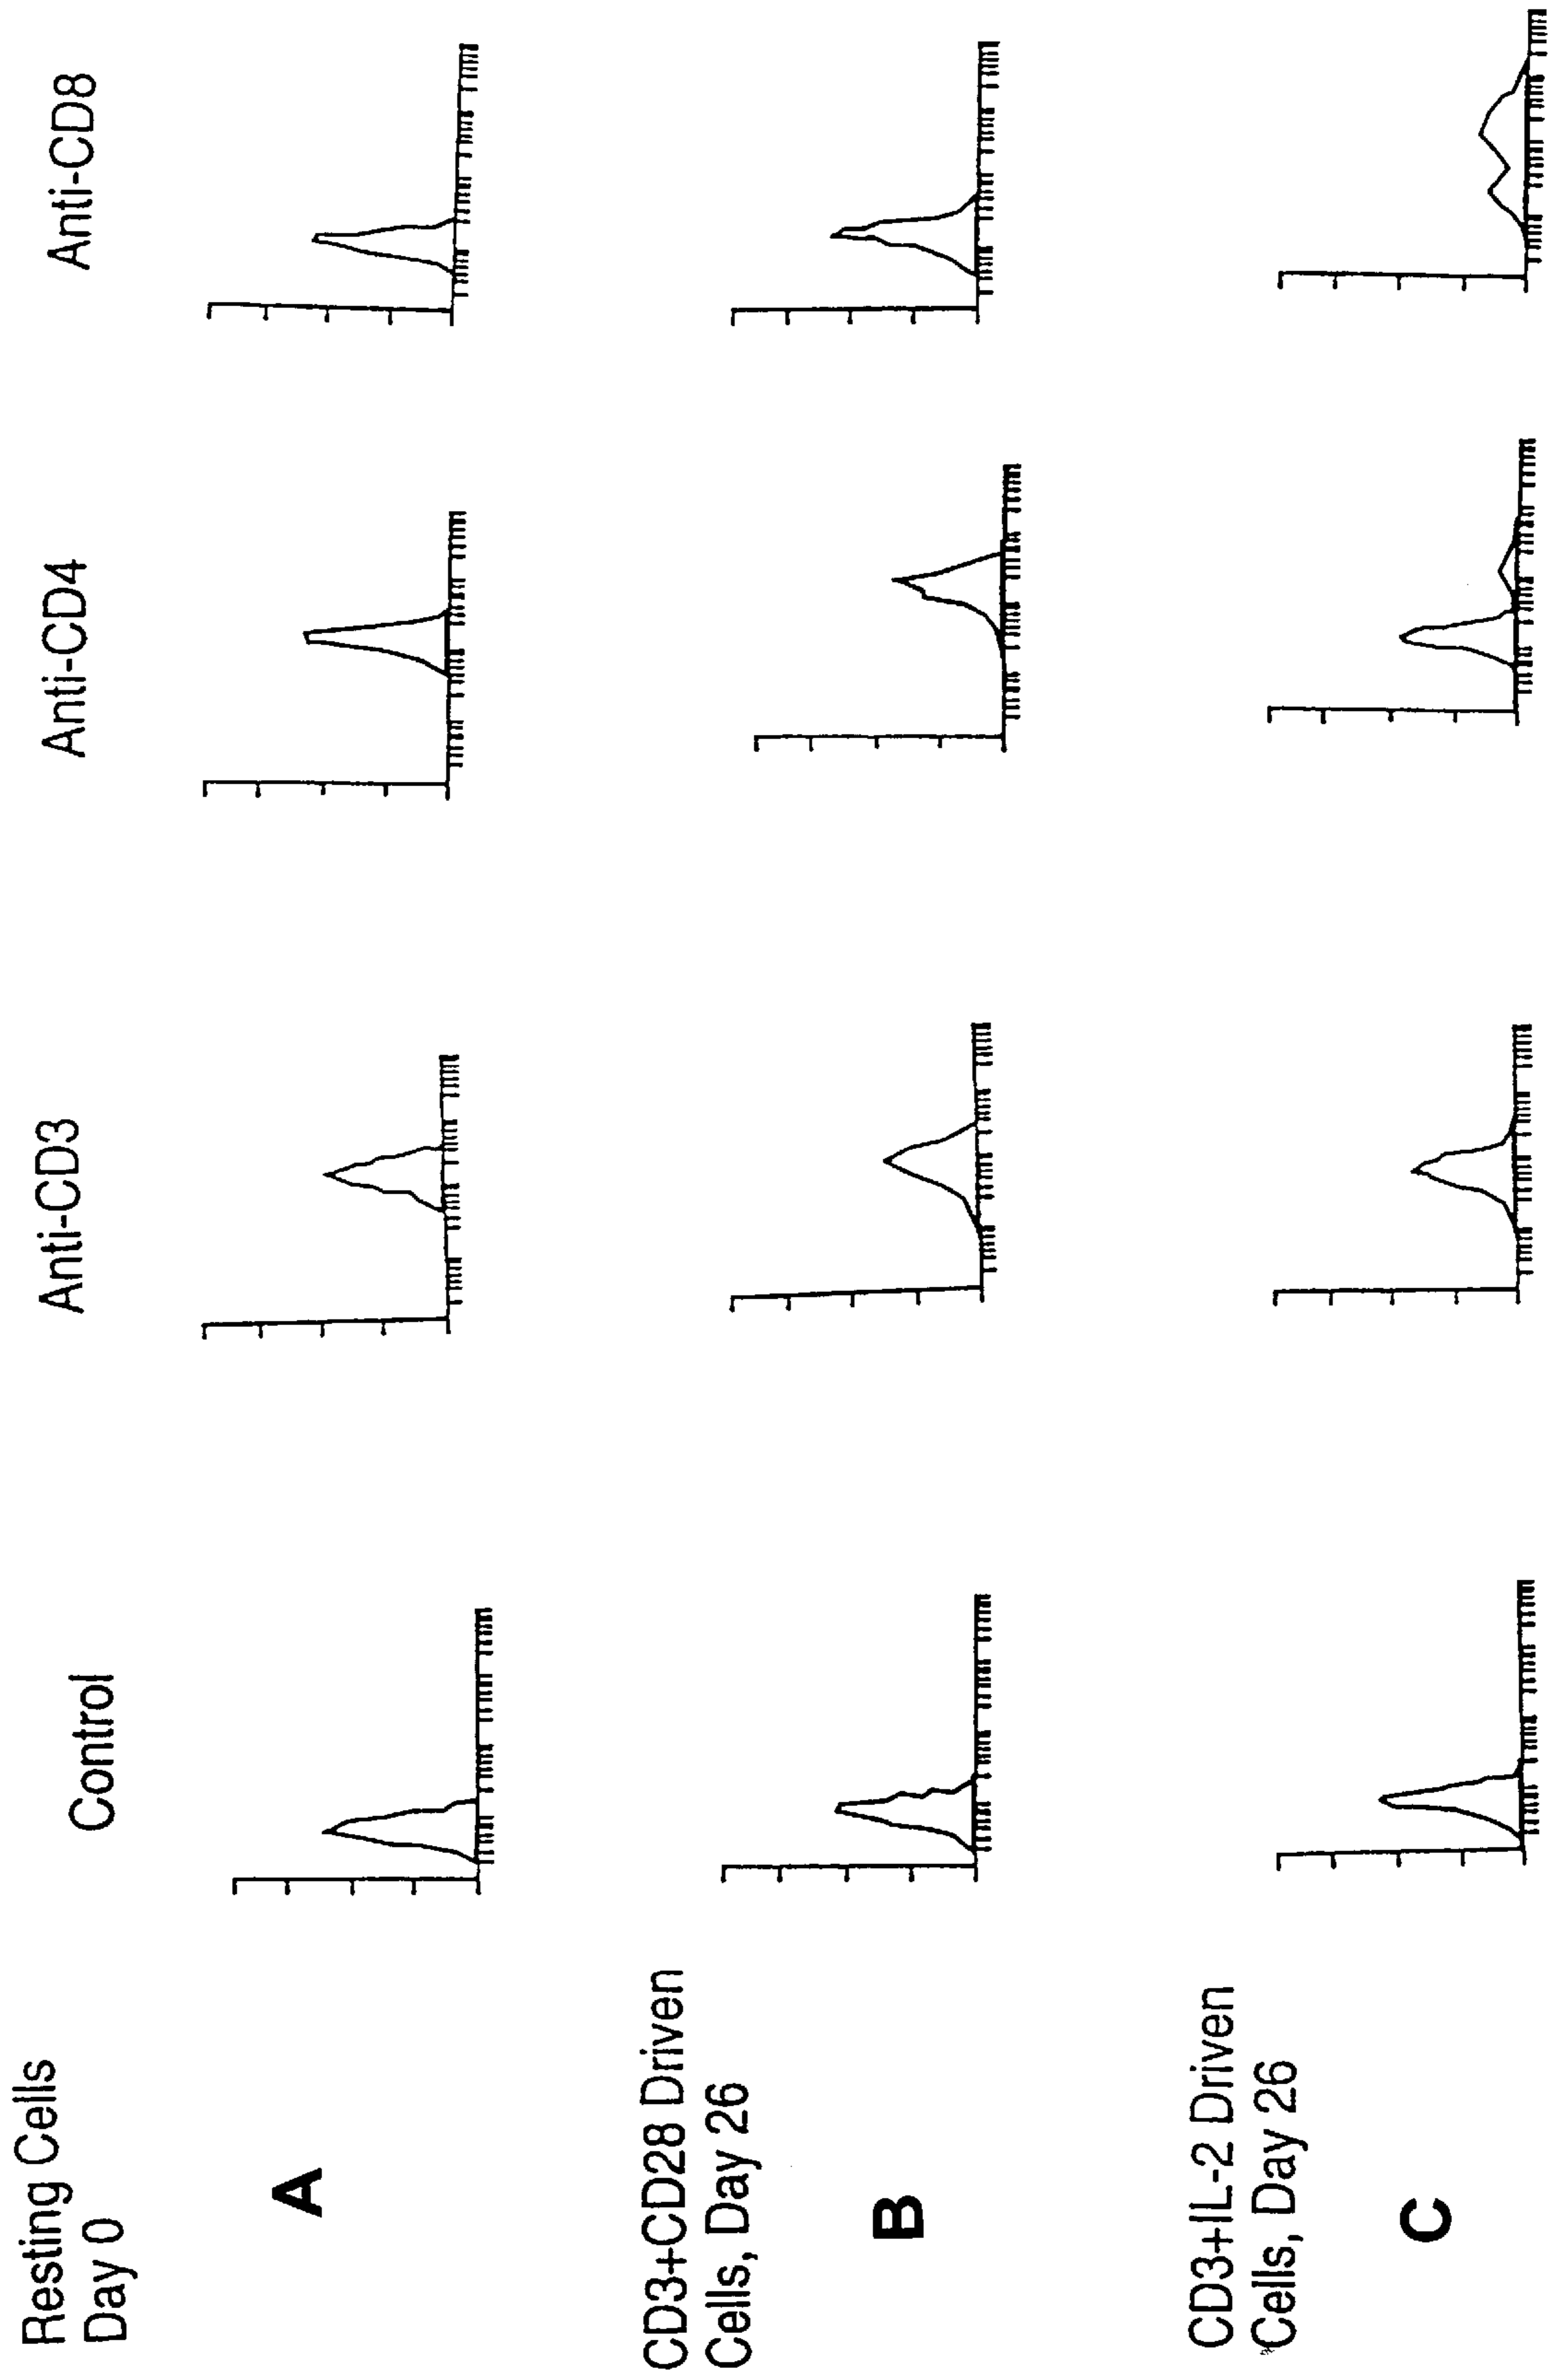 Control
Anti-CD3
Anti-CD4
Anti-CD8
Resting Cells
Day 0
A
CD3+CD28 Driven
Cells, Day 26
B
CD3+IL-2 Driven
Cells, Day 26
C